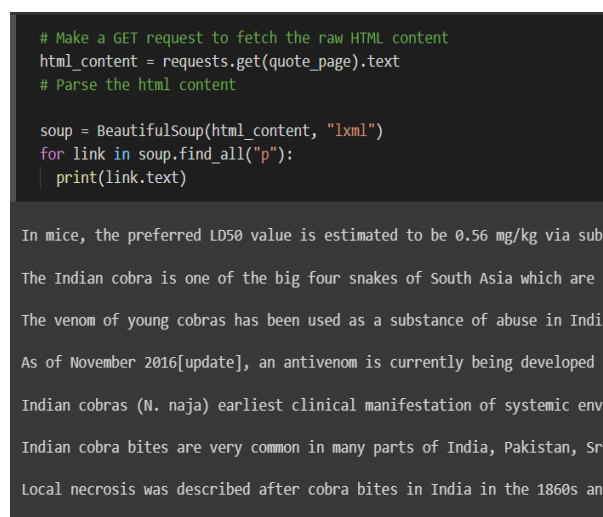 # Make a GET request to fetch the raw HTML content
html_content = requests.get(quote_page).text
# Parse the html content
soup = BeautifulSoup(html_content, "lxml")
for link in soup.find_all("p"):
print(link.text)
In mice, the preferred LD50 value is estimated to be 0.56 mg/kg via sub
The Indian cobra is one of the big four snakes of South Asia which are
The venom of young cobras has been used as a substance of abuse in Indi
As of November 2016[update], an antivenom is currently being developed
Indian cobras (N. naja) earliest clinical manifestation of systemic env
Indian cobra bites are very common in many parts of India, Pakistan, Sr
Local necrosis was described after cobra bites in India in the 1860s an